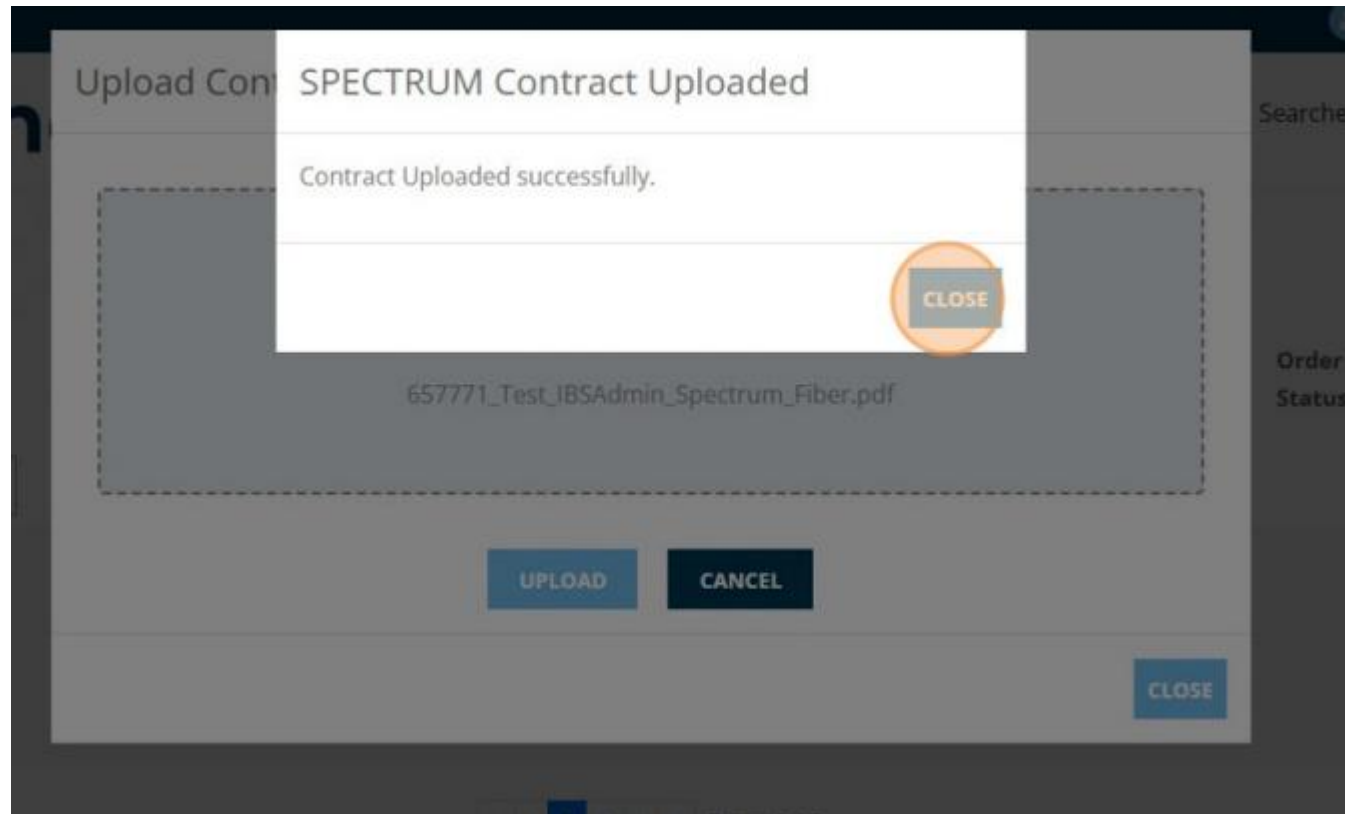 Upload Con
SPECTRUM Contract Uploaded
Searche
Contract Uploaded successfully.
CLOSE
Order
Status
657771_Test_IBSAdmin_Spectrum_Fiber.pdf
UPLOAD
CANCEL
CLOSE